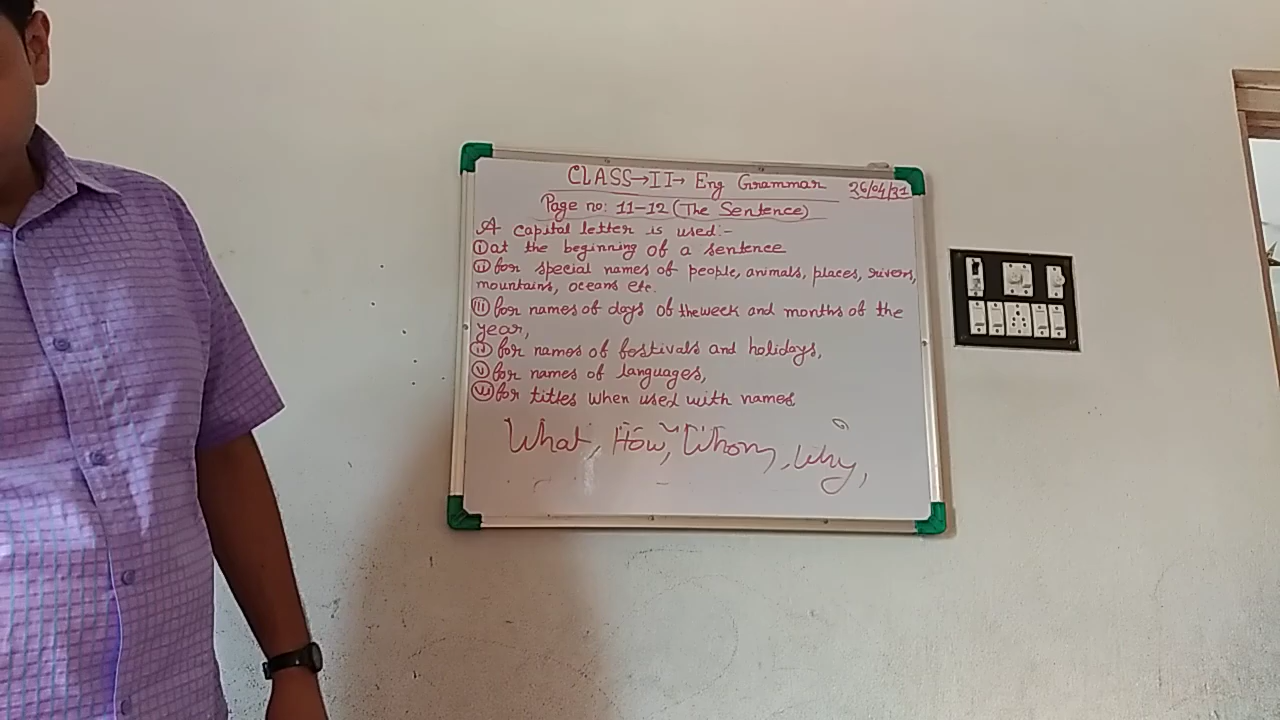 CLASS→II→ Eng Grammar 26/04/21
Page no: 11-12 (The Sentence)
A capital letter is used:-
(i) at the beginning of a sentence
(ii) for special names of people, animals, places, rivers,
mountains, oceans etc.
(iii) for names of days of the week and months of the
year,
(iv) for names of festivals and holidays,
(v) for names of languages,
(vi) for titles when used with names
What, How, Whom, Why,